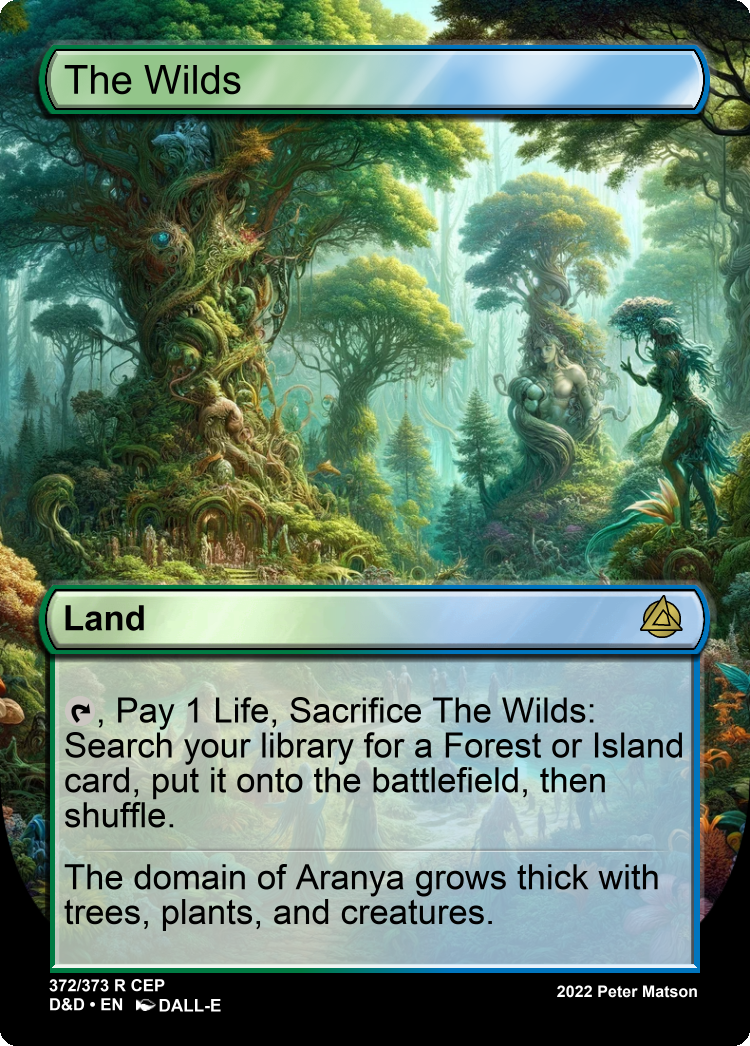 The Wilds
Land
, Pay 1 Life, Sacrifice The Wilds:
Search your library for a Forest or Island
card, put it onto the battlefield, then
shuffle.
The domain of Aranya grows thick with
trees, plants, and creatures.
372/373 R CEP
D&D • EN DALL-E
2022 Peter Matson